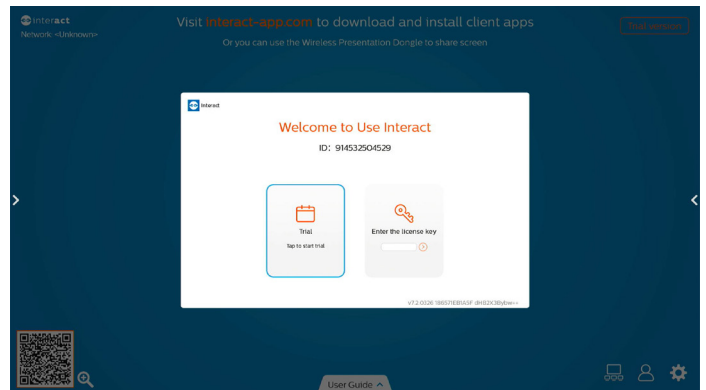 interact
Network: <Unknown>
Visit interact-app.com to download and install client apps
Or you can use the Wireless Presentation Dongle to share screen
Trial session
interact
Welcome to Use Interact
ID: 914532504529
Trial
Tap to start trial
Enter the license key
User Guide